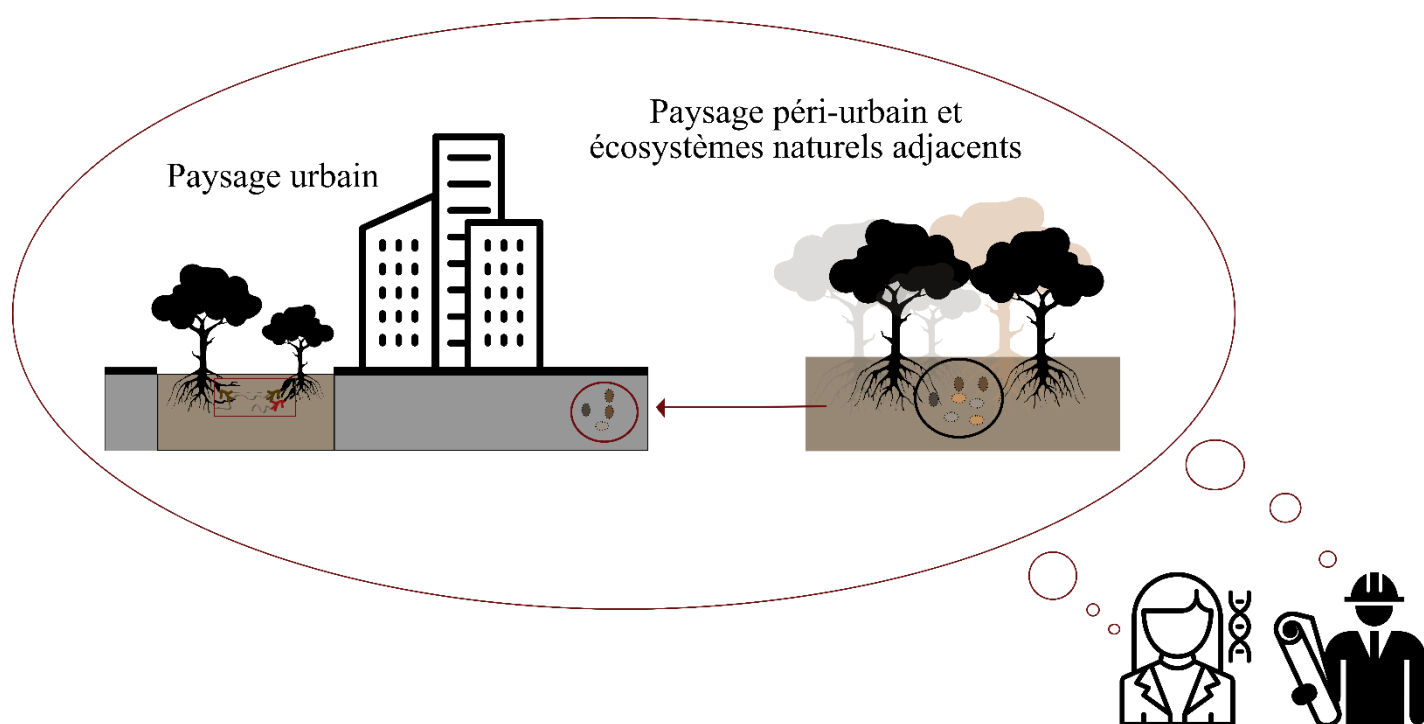 Paysage urbain
Paysage péri-urbain et
écosystèmes naturels adjacents